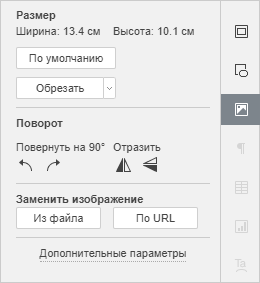 Размер
Ширина: 13.4 см Высота: 10.1 см
По умолчанию
Обрезать
Поворот
Повернуть на 90° Отразить
Заменить изображение
Из файла По URL
Дополнительные параметры